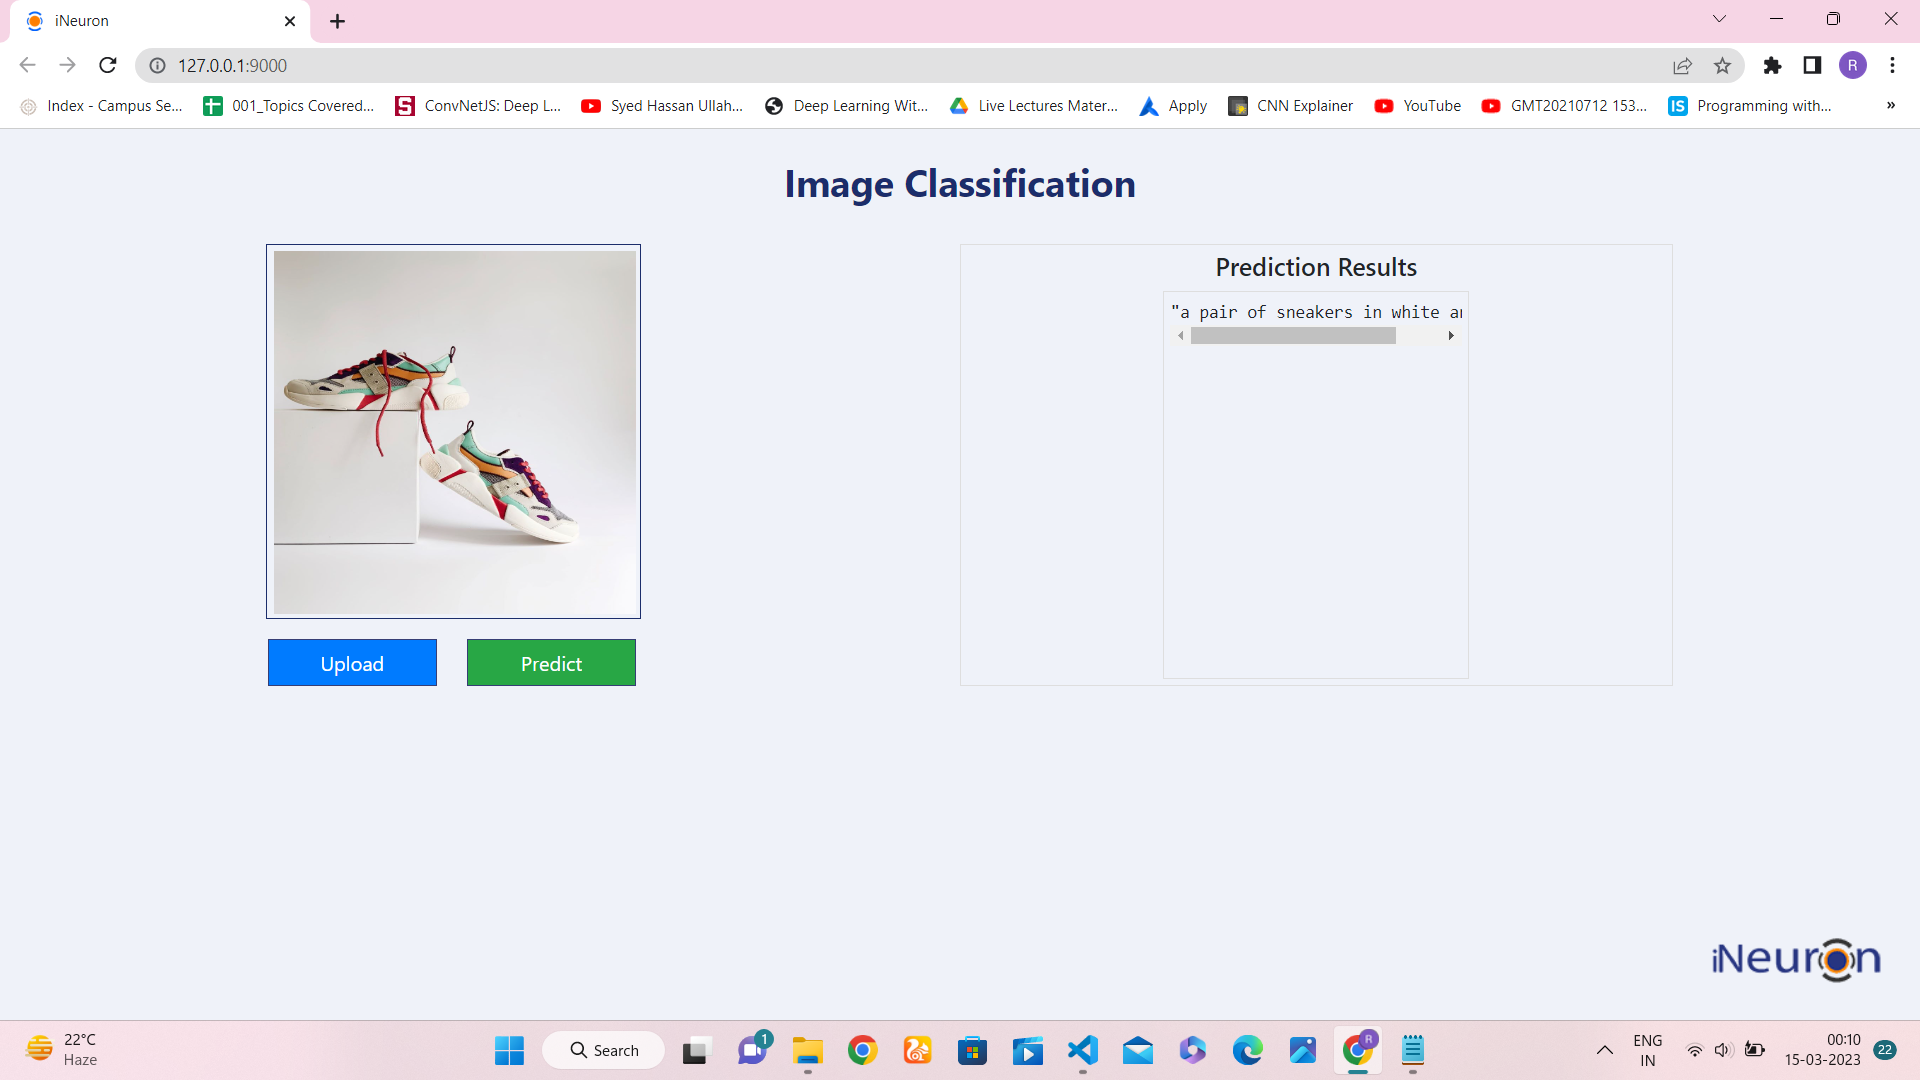 iNeuron
127.0.0.1:9000
R
Index - Campus Se...
001_Topics Covered...
ConvNetJS: Deep L...
Syed Hassan Ullah...
Deep Learning Wit...
Live Lectures Mater...
Apply
CNN Explainer
YouTube
GMT20210712 153...
IS Programming with...
»
Image Classification
Prediction Results
"a pair of sneakers in white
Upload
Predict
iNeuron
22°C
Haze
Search
1
R
ENG
IN
00:10
15-03-2023
22